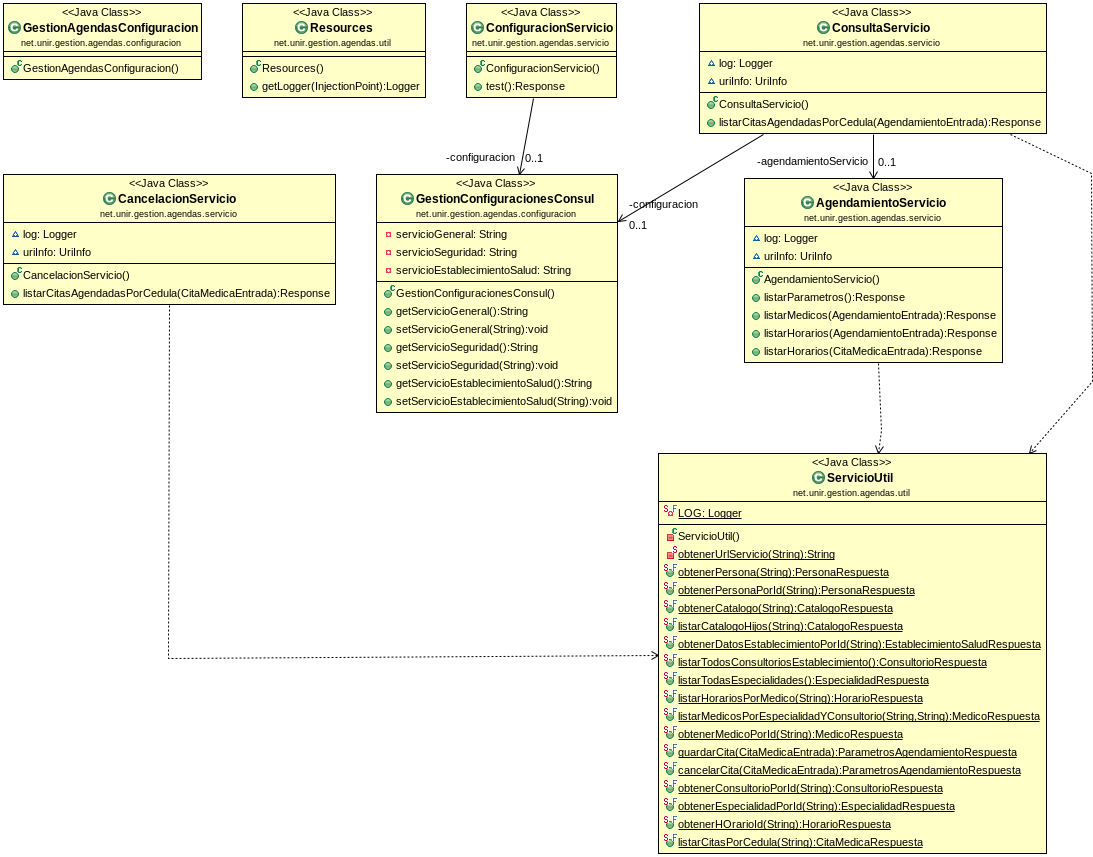 <<Java Class>>
GestionAgendasConfiguracion
net.unir.gestion.agendas.configuracion
GestionAgendasConfiguracion()
<<Java Class>>
Resources
net.unir.gestion.agendas.util
Resources()
getLogger(InjectionPoint):Logger
<<Java Class>>
ConfiguracionServicio
net.unir.gestion.agendas.servicio
ConfiguracionServicio()
test():Response
<<Java Class>>
ConsultaServicio
net.unir.gestion.agendas.servicio
log: Logger
uriInfo: UriInfo
ConsultaServicio()
listarCitasAgendadasPorCedula(AgendamientoEntrada):Response
-configuracion
0..1
-agendamientoServicio
0..1
-configuracion
0..1
<<Java Class>>
CancelacionServicio
net.unir.gestion.agendas.servicio
log: Logger
uriInfo: UriInfo
CancelacionServicio()
listarCitasAgendadasPorCedula(CitaMedicaEntrada):Response
<<Java Class>>
GestionConfiguracionesConsul
net.unir.gestion.agendas.configuracion
servicioGeneral: String
servicioSeguridad: String
servicioEstablecimientoSalud: String
GestionConfiguracionesConsul()
getServicioGeneral():String
setServicioGeneral(String):void
getServicioSeguridad():String
setServicioSeguridad(String):void
getServicioEstablecimientoSalud():String
setServicioEstablecimientoSalud(String):void
<<Java Class>>
AgendamientoServicio
net.unir.gestion.agendas.servicio
log: Logger
uriInfo: UriInfo
AgendamientoServicio()
listarParametros():Response
listarMedicos(AgendamientoEntrada):Response
listarHorarios(AgendamientoEntrada):Response
listarHorarios(CitaMedicaEntrada):Response
<<Java Class>>
ServicioUtil
net.unir.gestion.agendas.util
LOG: Logger
ServicioUtil()
obtenerUrlServicio(String):String
obtenerPersona(String):PersonaRespuesta
obtenerPersonaPorId(String):PersonaRespuesta
obtenerCatalogo(String):CatalogoRespuesta
listarCatalogoHijos(String):CatalogoRespuesta
obtenerDatosEstablecimientoPorId(String):EstablecimientoSaludRespuesta
listarTodosConsultoriosEstablecimiento():ConsultorioRespuesta
listarTodasEspecialidades():EspecialidadRespuesta
listarHorariosPorMedico(String):HorarioRespuesta
listarMedicosPorEspecialidadYConsultorio(String,String):MedicoRespuesta
obtenerMedicoPorId(String):MedicoRespuesta
guardarCita(CitaMedicaEntrada):ParametrosAgendamientoRespuesta
cancelarCita(CitaMedicaEntrada):ParametrosAgendamientoRespuesta
obtenerConsultorioPorId(String):ConsultorioRespuesta
obtenerEspecialidadPorId(String):EspecialidadRespuesta
obtenerHOrarioId(String):HorarioRespuesta
listarCitasPorCedula(String):CitaMedicaRespuesta